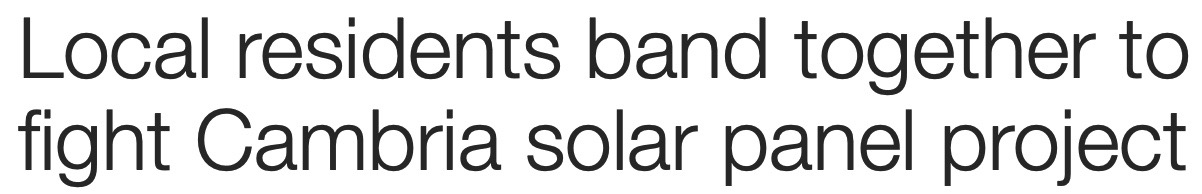 Local residents band together to
fight Cambria solar panel project